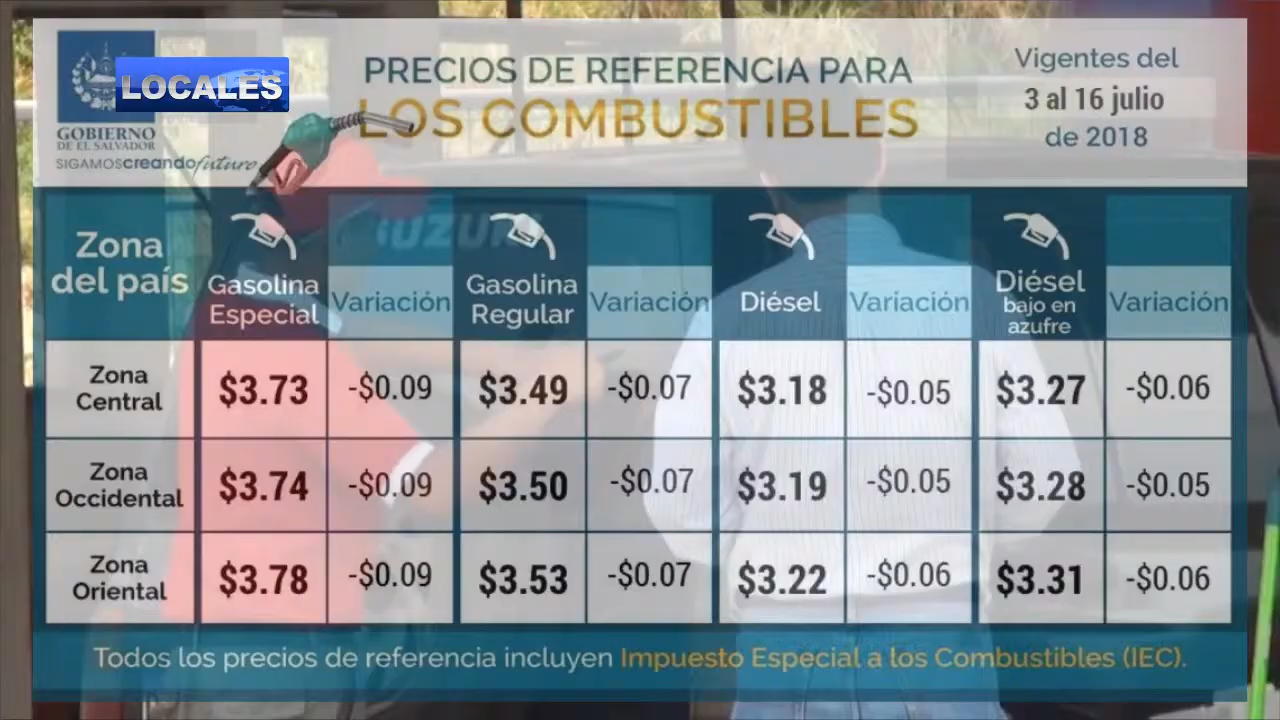 LOCALES
GOBIERNO
DE EL SALVADOR
SIGAMOS creando futuro
PRECIOS DE REFERENCIA PARA
LOS COMBUSTIBLES
Vigentes del
3 al 16 julio
de 2018
Zona
del país
Gasolina
Especial
Variación
Gasolina
Regular
Variación
Diésel
Variación
Diésel
bajo en
azufre
Variación
Zona
Central
$3.73 -$0.09 $3.49 -$0.07 $3.18 -$0.05 $3.27 -$0.06
Zona
Occidental
$3.74 -$0.09 $3.50 -$0.07 $3.19 -$0.05 $3.28 -$0.05
Zona
Oriental
$3.78 -$0.09 $3.53 -$0.07 $3.22 -$0.06 $3.31 -$0.06
Todos los precios de referencia incluyen Impuesto Especial a los Combustibles (IEC).